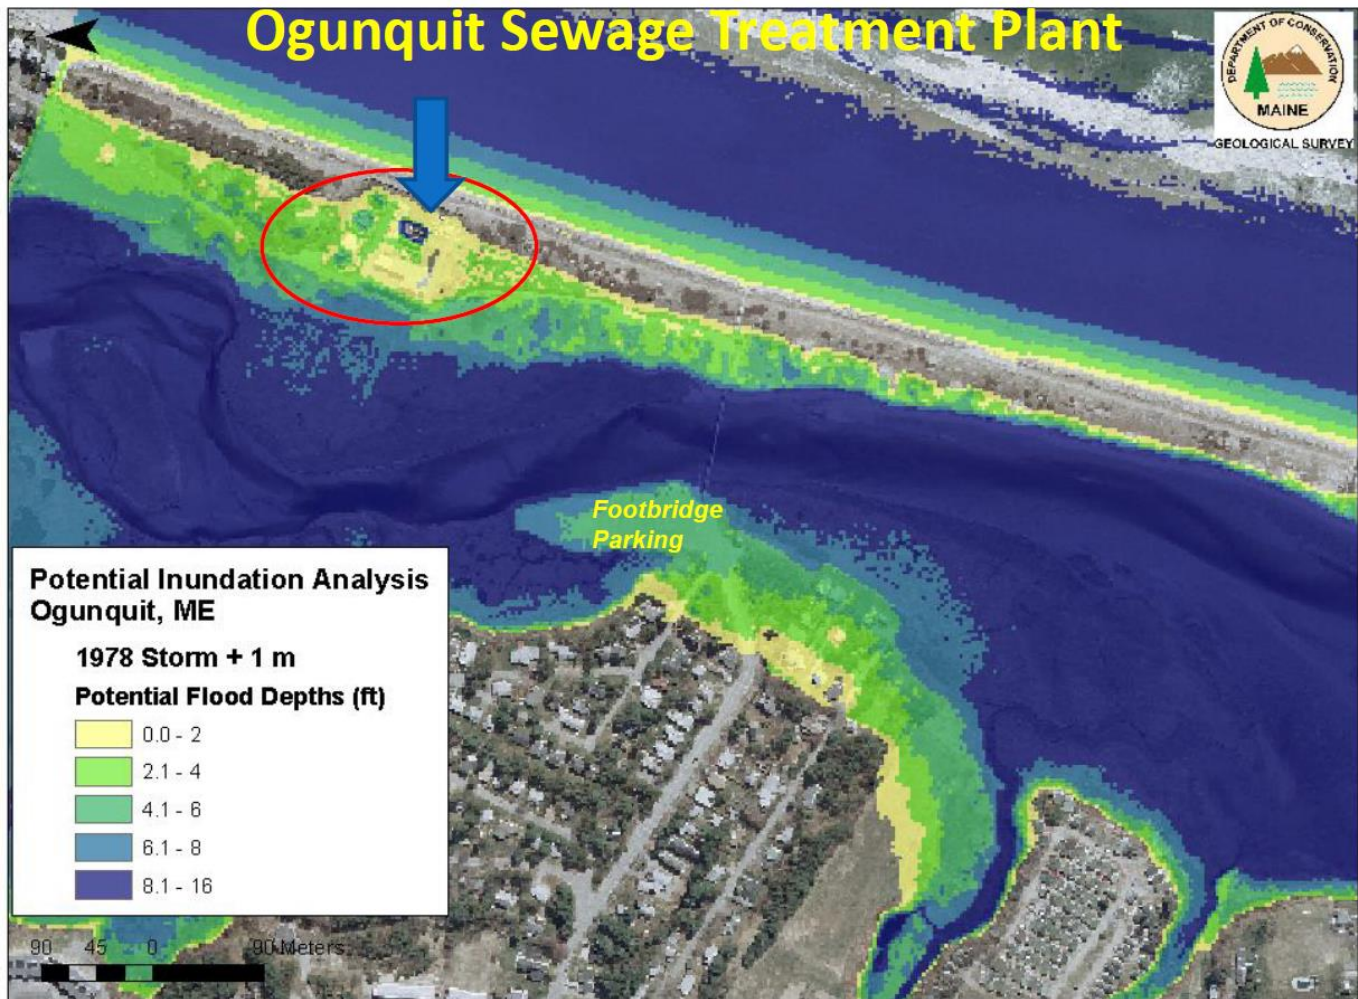 Ogunquit Sewage Treatment Plant
N
DEPARTMENT OF CONSERVATION
MAINE
GEOLOGICAL SURVEY
Footbridge
Parking
Potential Inundation Analysis
Ogunquit, ME
1978 Storm + 1 m
Potential Flood Depths (ft)
0.0 - 2
2.1 - 4
4.1 - 6
6.1 - 8
8.1 - 16
90 45 0 90 Meters